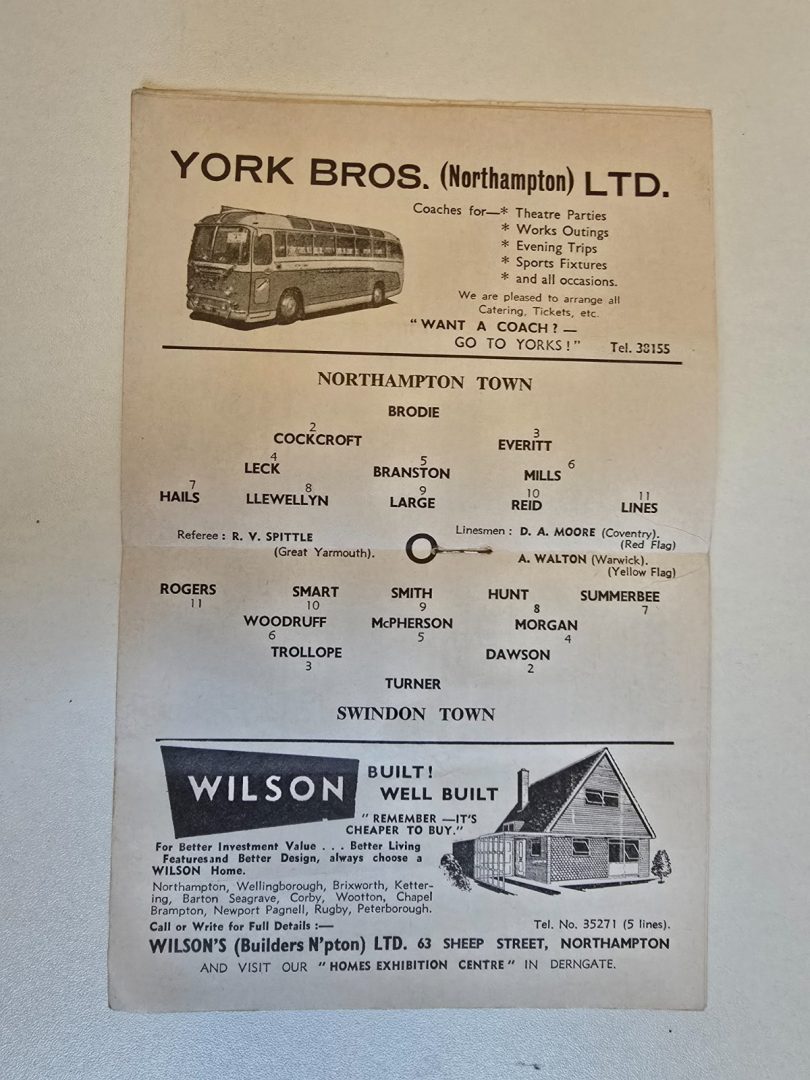 YORK BROS. (Northampton) LTD.
Coaches for—* Theatre Parties
* Works Outings
* Evening Trips
* Sports Fixtures
* and all occasions.
We are pleased to arrange all
Catering, Tickets, etc.
"WANT A COACH? —
GO TO YORKS!" Tel. 38155
NORTHAMPTON TOWN
BRODIE
2 3
COCKCROFT EVERITT
4 5 6
LECK BRANSTON MILLS
7 8 9 10 11
HAILS LLEWELLYN LARGE REID LINES
Referee : R. V. SPITTLE
(Great Yarmouth).
Linesmen : D. A. MOORE (Coventry).
(Red Flag)
A. WALTON (Warwick).
(Yellow Flag)
ROGERS SMART SMITH HUNT SUMMERBEE
11 10 9 8 7
WOODRUFF McPHERSON MORGAN
6 5 4
TROLLOPE DAWSON
3 2
TURNER
SWINDON TOWN
WILSON BUILT!
WELL BUILT
"REMEMBER —IT'S
CHEAPER TO BUY."
For Better Investment Value . . . Better Living
Features and Better Design, always choose a
WILSON Home.
Northampton, Wellingborough, Brixworth, Ketter-
ing, Barton Seagrave, Corby, Wootton, Chapel
Brampton, Newport Pagnell, Rugby, Peterborough.
Call or Write for Full Details :— Tel. No. 35271 (5 lines).
WILSON'S (Builders N'pton) LTD. 63 SHEEP STREET, NORTHAMPTON
AND VISIT OUR "HOMES EXHIBITION CENTRE" IN DERNGATE.